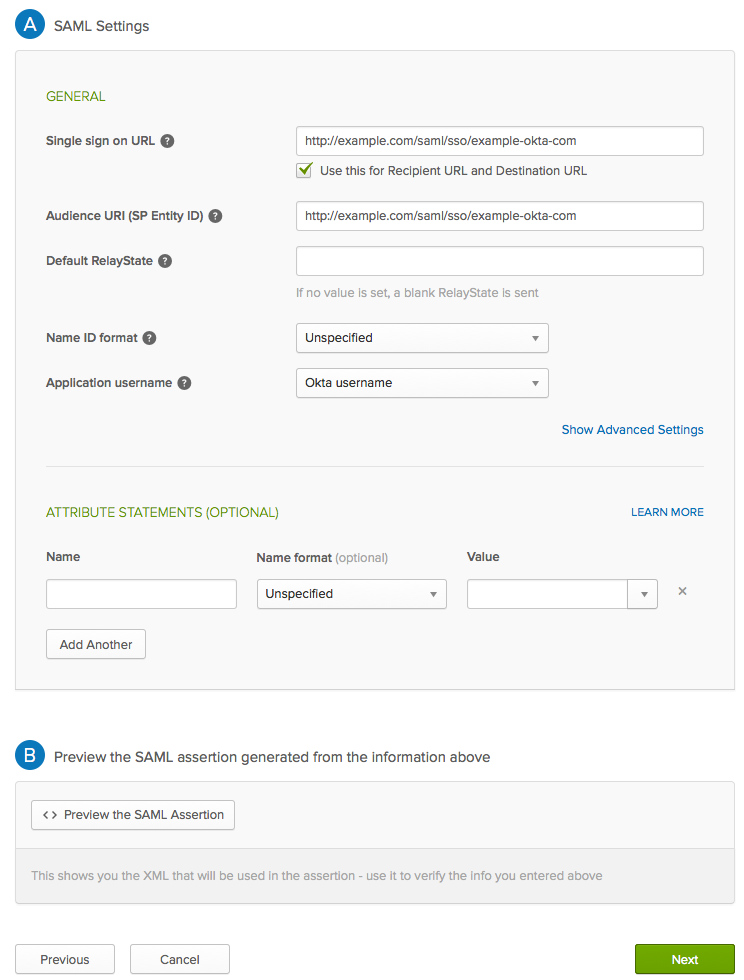 A SAML Settings
GENERAL
Single sign on URL ?
http://example.com/saml/sso/example-okta-com
Use this for Recipient URL and Destination URL
Audience URI (SP Entity ID) ?
http://example.com/saml/sso/example-okta-com
Default RelayState ?
If no value is set, a blank RelayState is sent
Name ID format ?
Unspecified
Application username ?
Okta username
Show Advanced Settings
ATTRIBUTE STATEMENTS (OPTIONAL)
LEARN MORE
Name
Name format (optional)
Value
Unspecified
Add Another
B Preview the SAML assertion generated from the information above
<> Preview the SAML Assertion
This shows you the XML that will be used in the assertion - use it to verify the info you entered above
Previous
Cancel
Next